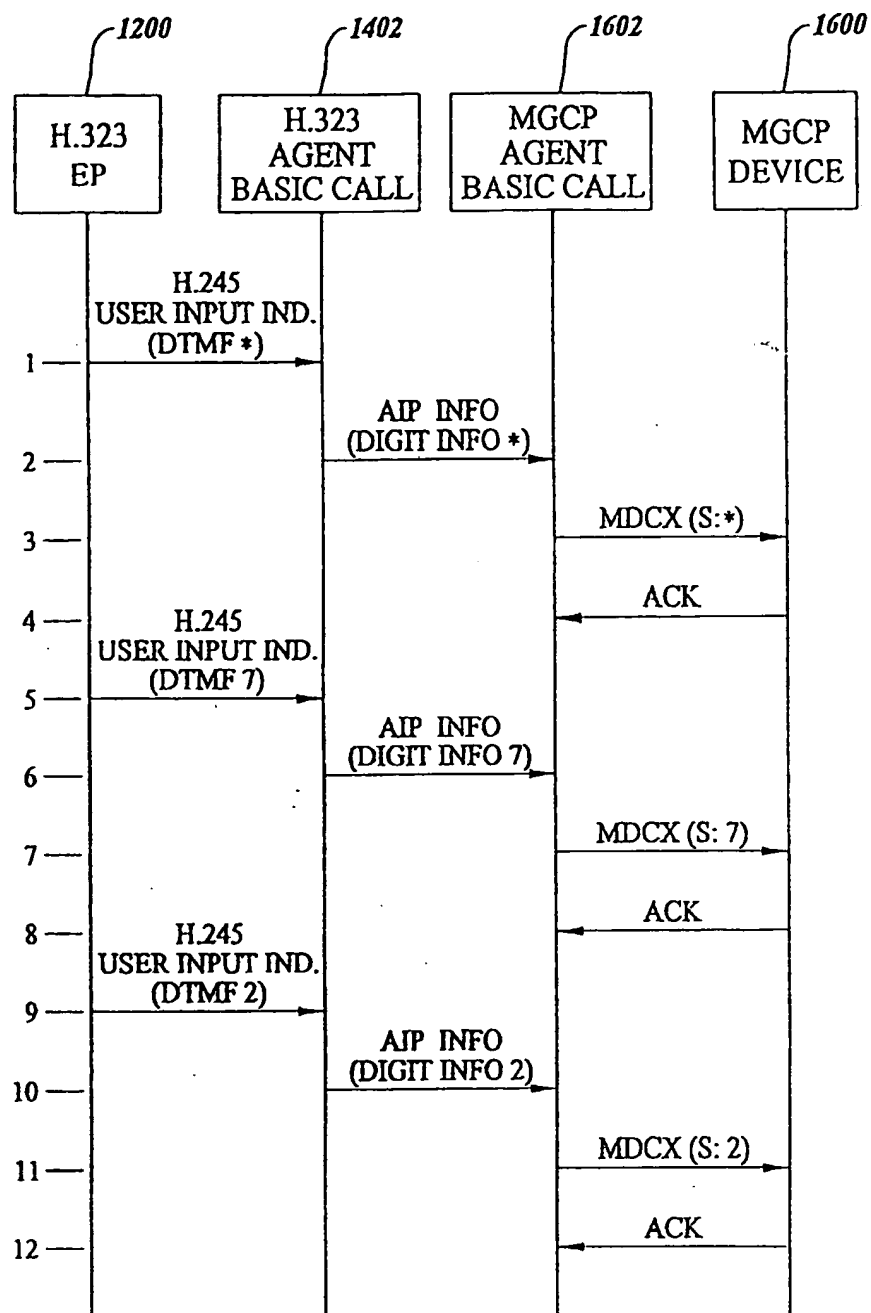 1200
1402
1602
1600
H.323
EP
H.323
AGENT
BASIC CALL
MGCP
AGENT
BASIC CALL
MGCP
DEVICE
H.245
USER INPUT IND.
(DTMF *)
1
AIP INFO
(DIGIT INFO *)
2
MDCX (S:*)
3
ACK
4
H.245
USER INPUT IND.
(DTMF 7)
5
AIP INFO
(DIGIT INFO 7)
6
MDCX (S: 7)
7
ACK
8
H.245
USER INPUT IND.
(DTMF 2)
9
AIP INFO
(DIGIT INFO 2)
10
MDCX (S: 2)
11
ACK
12